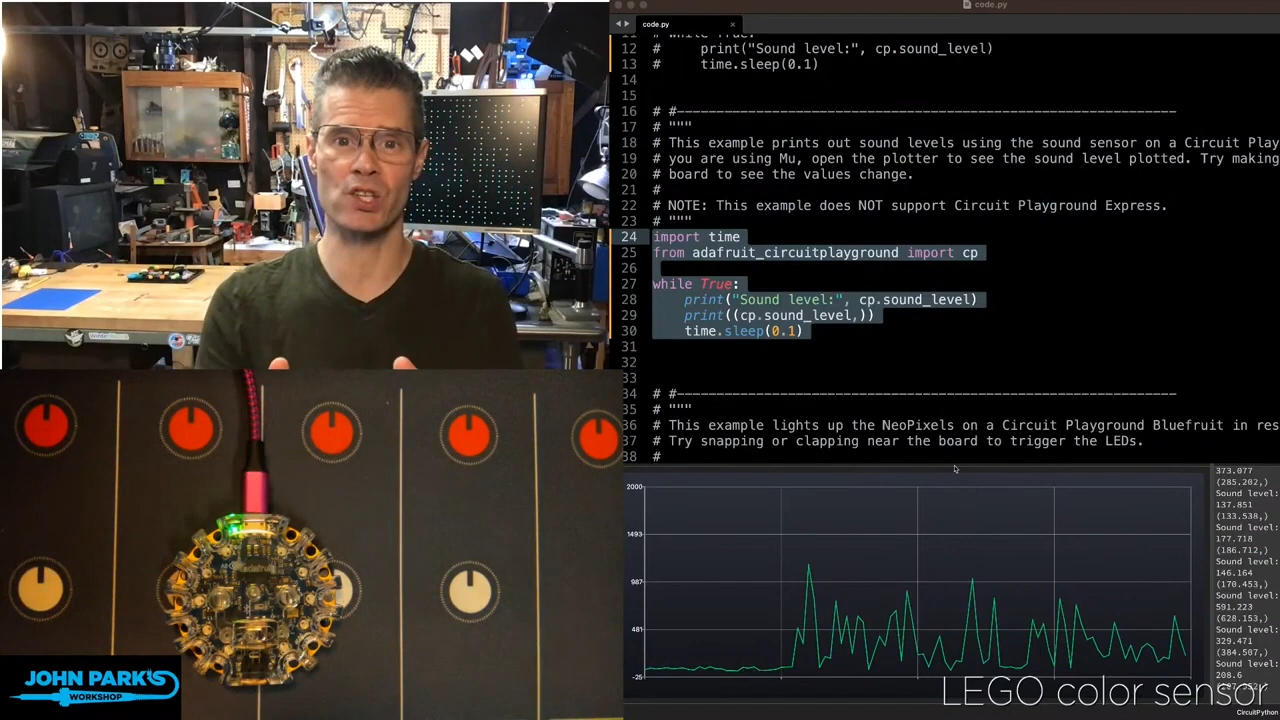 code.py
code.py
12 #     print("Sound level:", cp.sound_level)
13 #     time.sleep(0.1)
14
15
16 # #----------------------------------------------------------------
17 # """
18 # This example prints out sound levels using the sound sensor on a Circuit Play
19 # you are using Mu, open the plotter to see the sound level plotted. Try making
20 # board to see the values change.
21 #
22 # NOTE: This example does NOT support Circuit Playground Express.
23 # """
24 import time
25 from adafruit_circuitplayground import cp
26
27 while True:
28     print("Sound level:", cp.sound_level)
29     print((cp.sound_level,))
30     time.sleep(0.1)
31
32
33
34 # #----------------------------------------------------------------
35 # """
36 # This example lights up the NeoPixels on a Circuit Playground Bluefruit in res
37 # Try snapping or clapping near the board to trigger the LEDs.
38 #
2000
1493
987
481
-25
373.077
(285.202,)
Sound level:
137.851
(133.538,)
Sound level:
177.718
(186.712,)
Sound level:
146.164
(170.453,)
Sound level:
591.223
(628.153,)
Sound level:
329.471
(384.507,)
Sound level:
208.6
LEGO color sensor
CircuitPython
JOHN PARK'S
WORKSHOP